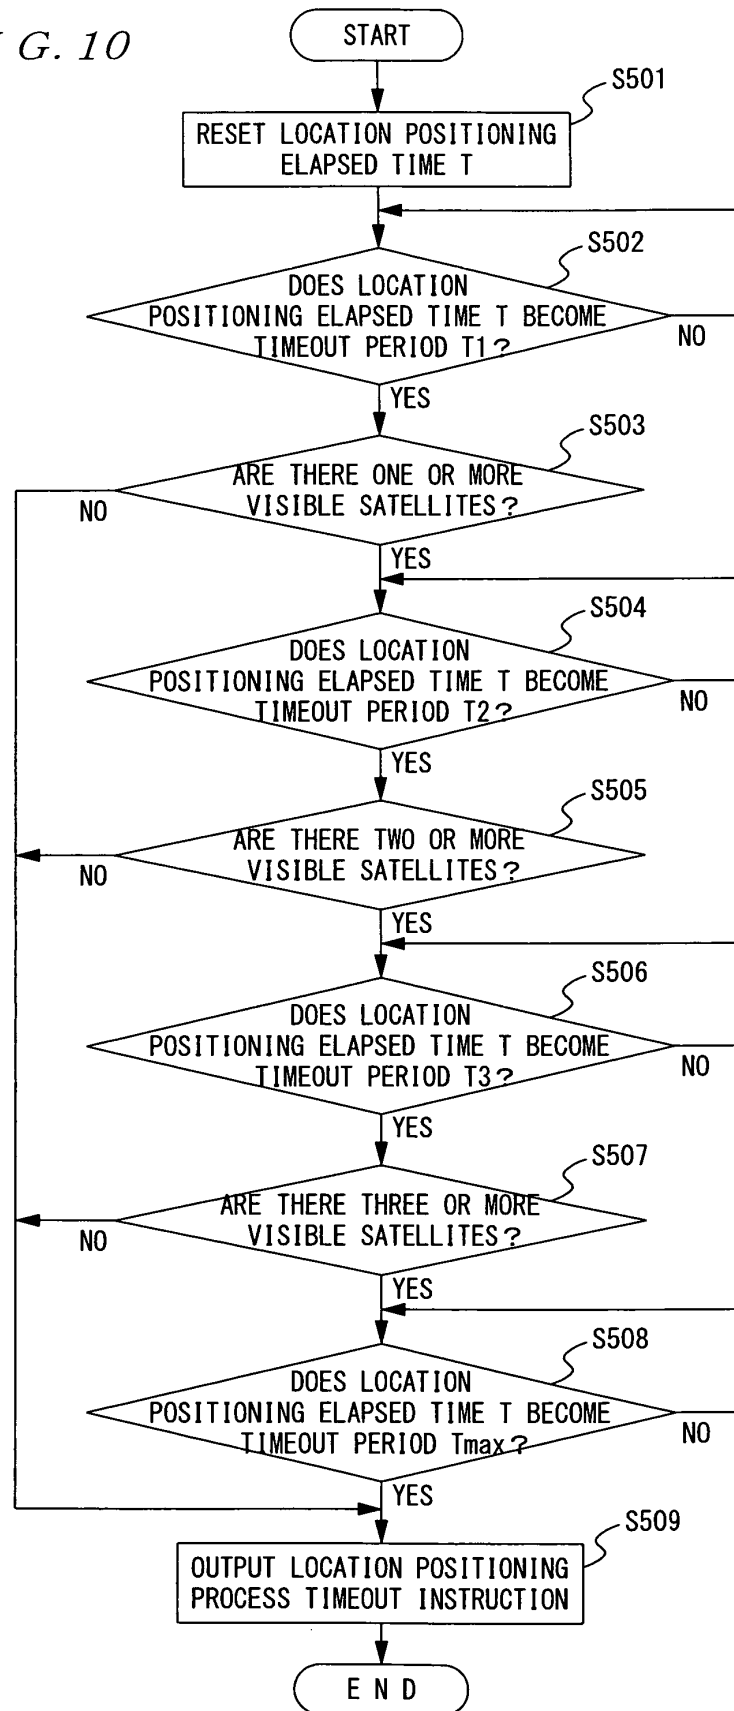 G. 10
START
S501
RESET LOCATION POSITIONING
ELAPSED TIME T
S502
DOES LOCATION
POSITIONING ELAPSED TIME T BECOME
TIMEOUT PERIOD T1?
NO
YES
S503
ARE THERE ONE OR MORE
VISIBLE SATELLITES?
NO
YES
S504
DOES LOCATION
POSITIONING ELAPSED TIME T BECOME
TIMEOUT PERIOD T2?
NO
YES
S505
ARE THERE TWO OR MORE
VISIBLE SATELLITES?
NO
YES
S506
DOES LOCATION
POSITIONING ELAPSED TIME T BECOME
TIMEOUT PERIOD T3?
NO
YES
S507
ARE THERE THREE OR MORE
VISIBLE SATELLITES?
NO
YES
S508
DOES LOCATION
POSITIONING ELAPSED TIME T BECOME
TIMEOUT PERIOD Tmax?
NO
YES
S509
OUTPUT LOCATION POSITIONING
PROCESS TIMEOUT INSTRUCTION
END